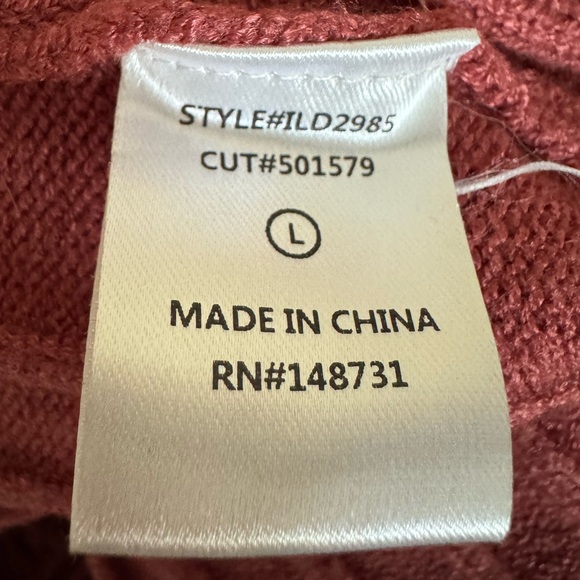 STYLE#ILD2985
CUT#501579
L
MADE IN CHINA
RN#148731